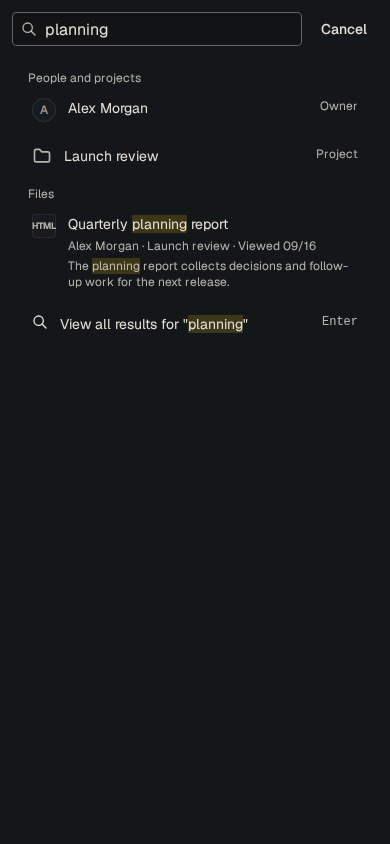 planning
Cancel
People and projects
A
Alex Morgan
Owner
Launch review
Project
Files
HTML
Quarterly planning report
Alex Morgan · Launch review · Viewed 09/16
The planning report collects decisions and follow-
up work for the next release.
View all results for "planning"
Enter